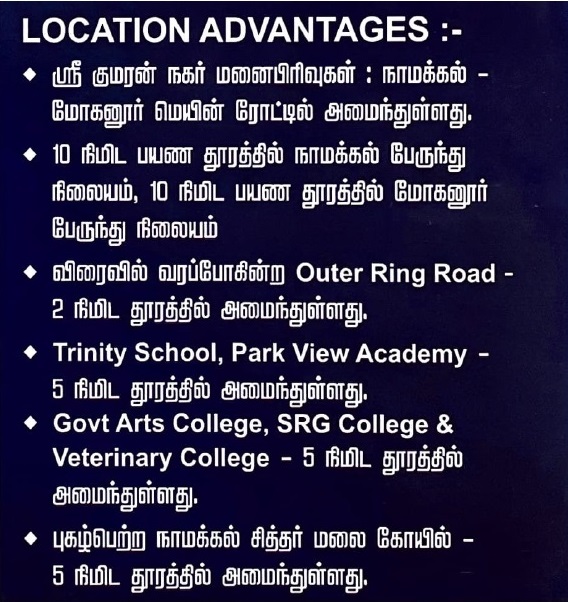 LOCATION ADVANTAGES :-
◆ ஸ்ரீ குமரன் நகர் மனைபிரிவுகள் : நாமக்கல் –
மோகனூர் மெயின் ரோட்டில் அமைந்துள்ளது.
◆ 10 நிமிட பயண தூரத்தில் நாமக்கல் பேருந்து
நிலையம், 10 நிமிட பயண தூரத்தில் மோகனூர்
பேருந்து நிலையம்
◆ விரைவில் வரப்போகின்ற Outer Ring Road -
2 நிமிட தூரத்தில் அமைந்துள்ளது.
◆ Trinity School, Park View Academy -
5 நிமிட தூரத்தில் அமைந்துள்ளது.
◆ Govt Arts College, SRG College &
Veterinary College - 5 நிமிட தூரத்தில்
அமைந்துள்ளது.
◆ புகழ்பெற்ற நாமக்கல் சித்தர் மலை கோயில் –
5 நிமிட தூரத்தில் அமைந்துள்ளது.